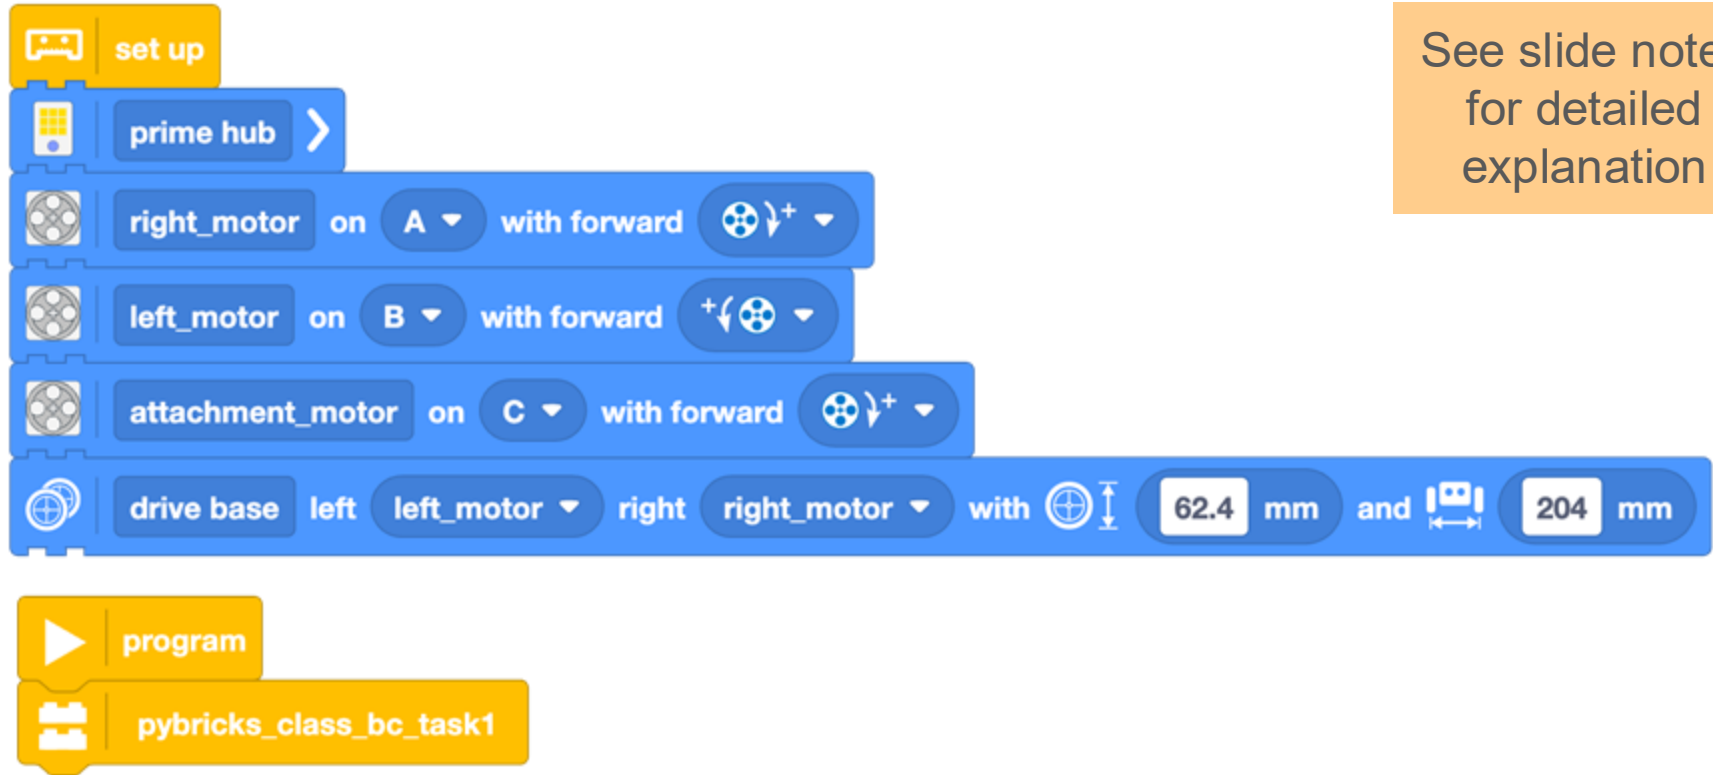 set up
prime hub
right_motor on A with forward +
left_motor on B with forward +
attachment_motor on C with forward +
drive base left left_motor right right_motor with 62.4 mm and 204 mm
program
pybricks_class_bc_task1
See slide note
for detailed
explanation